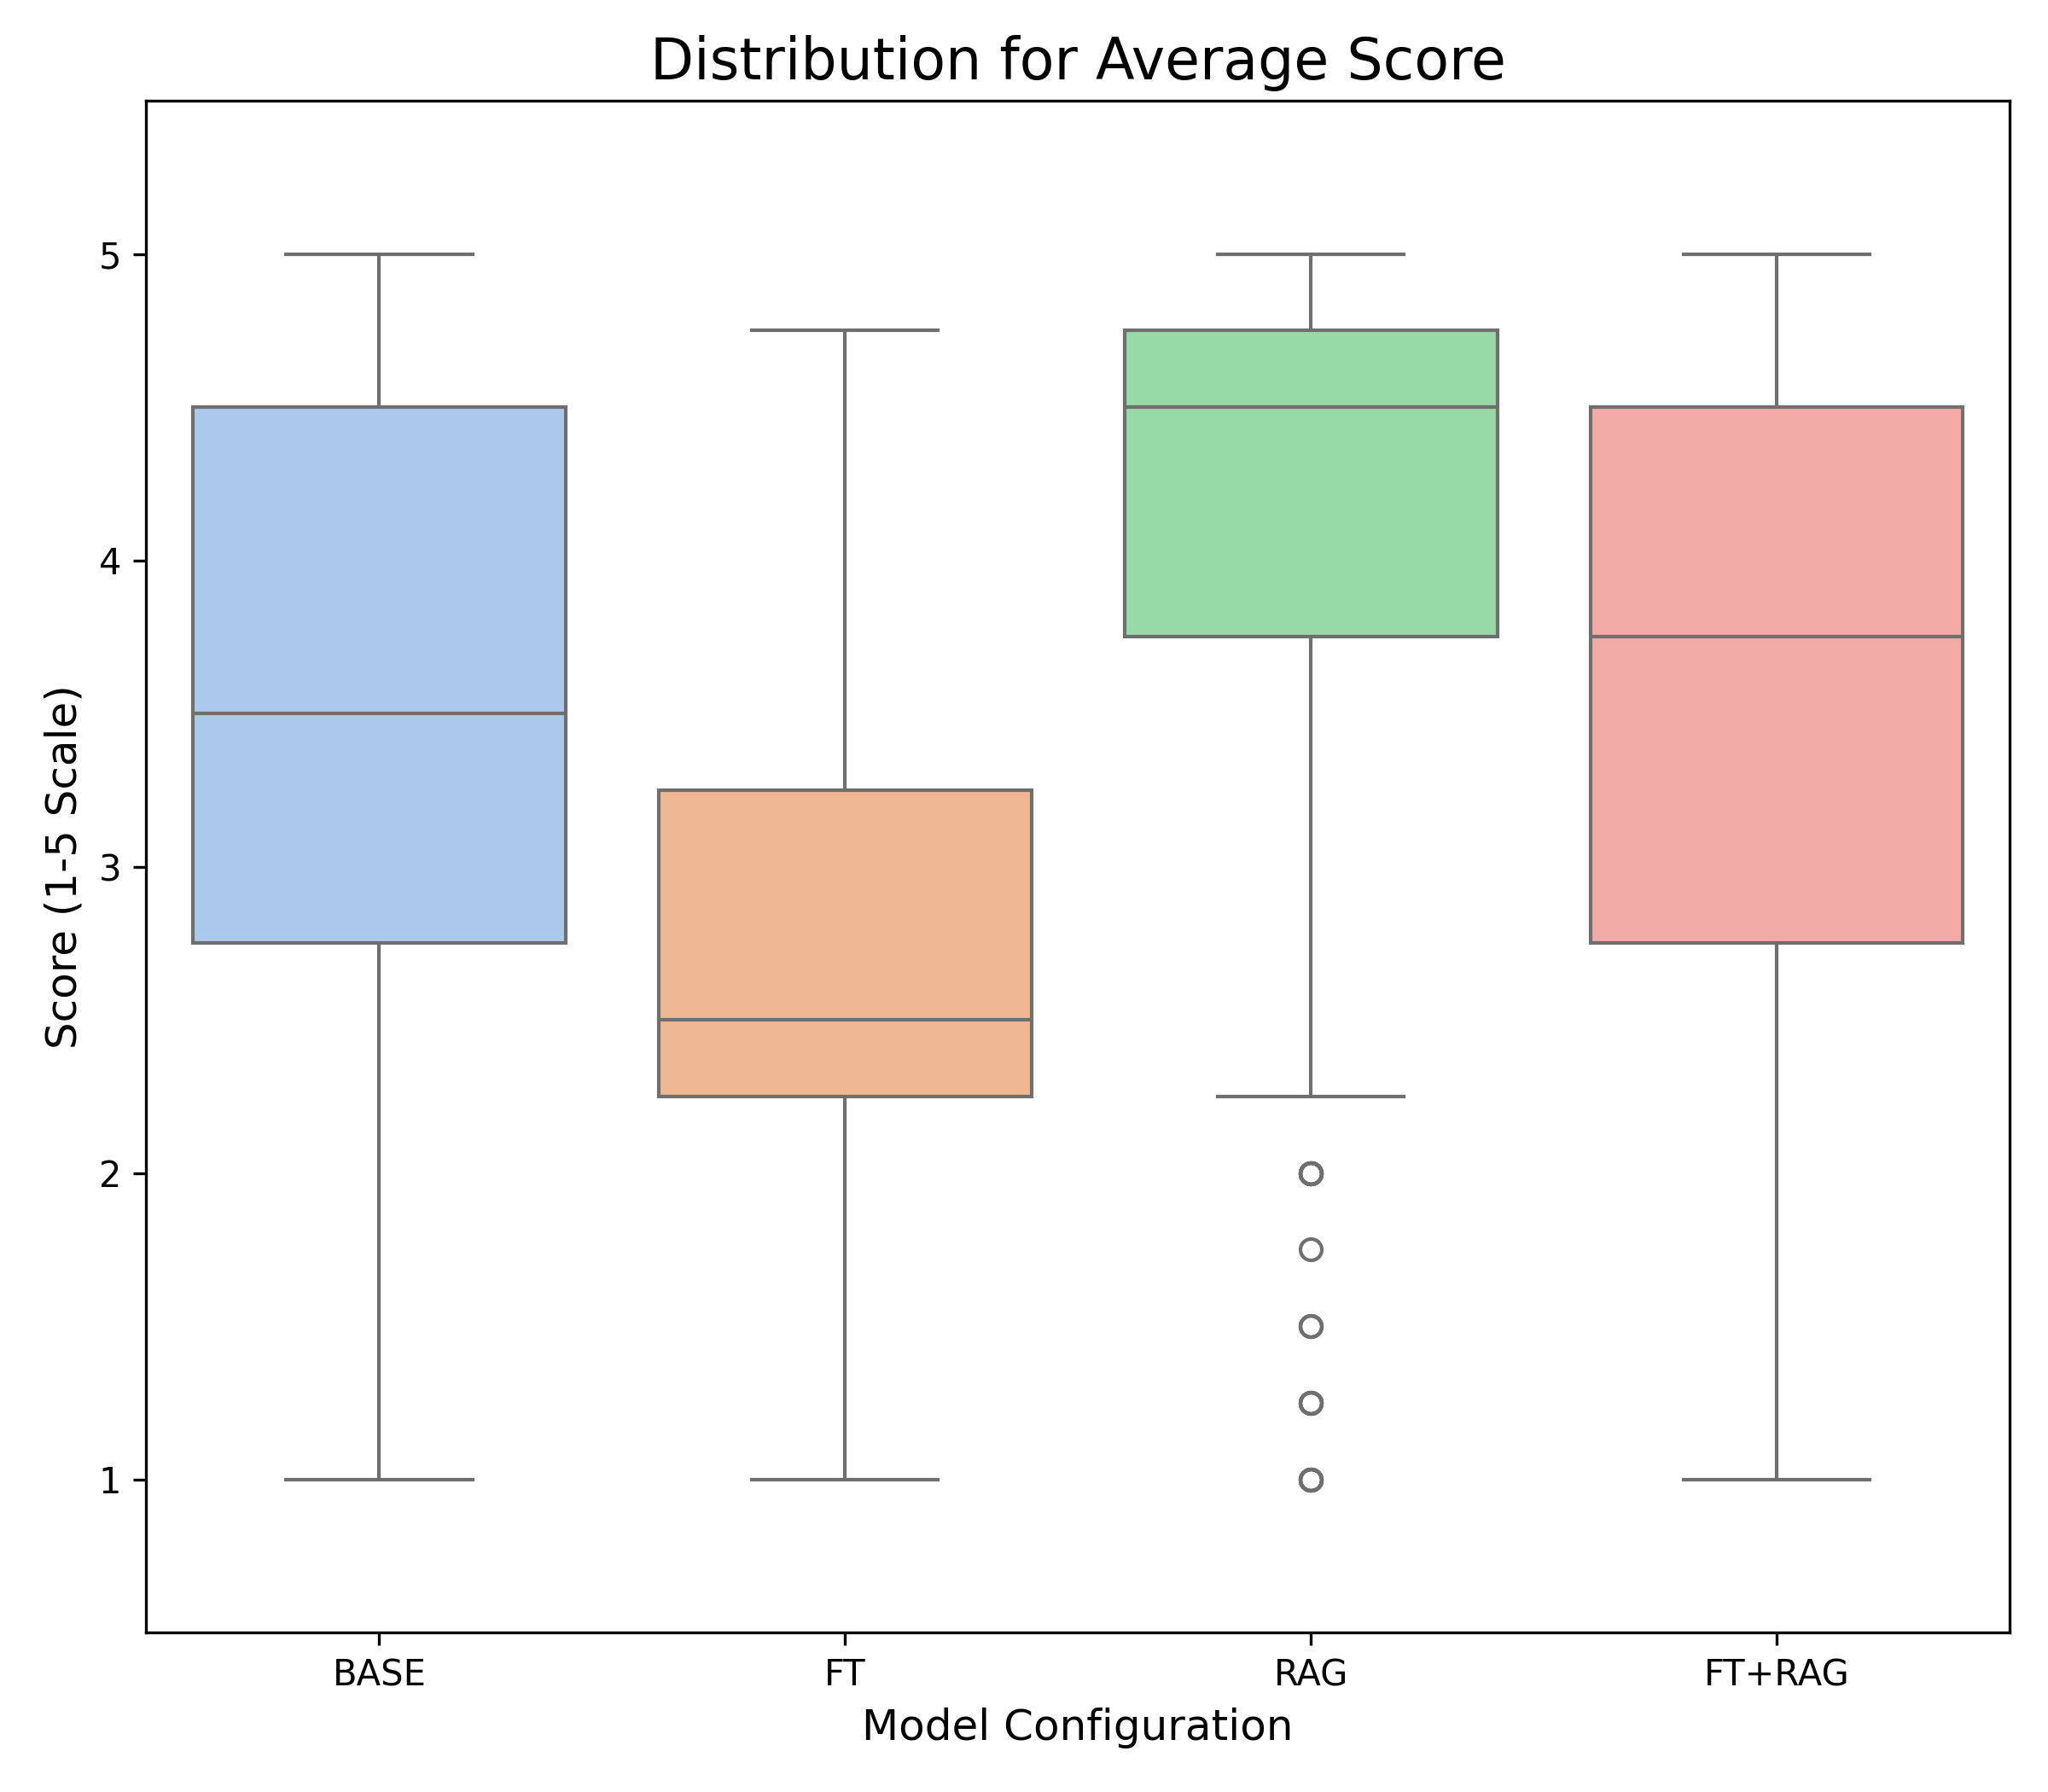 Distribution for Average Score
Score (1-5 Scale)
5
4
3
2
1
BASE
FT
RAG
FT+RAG
Model Configuration